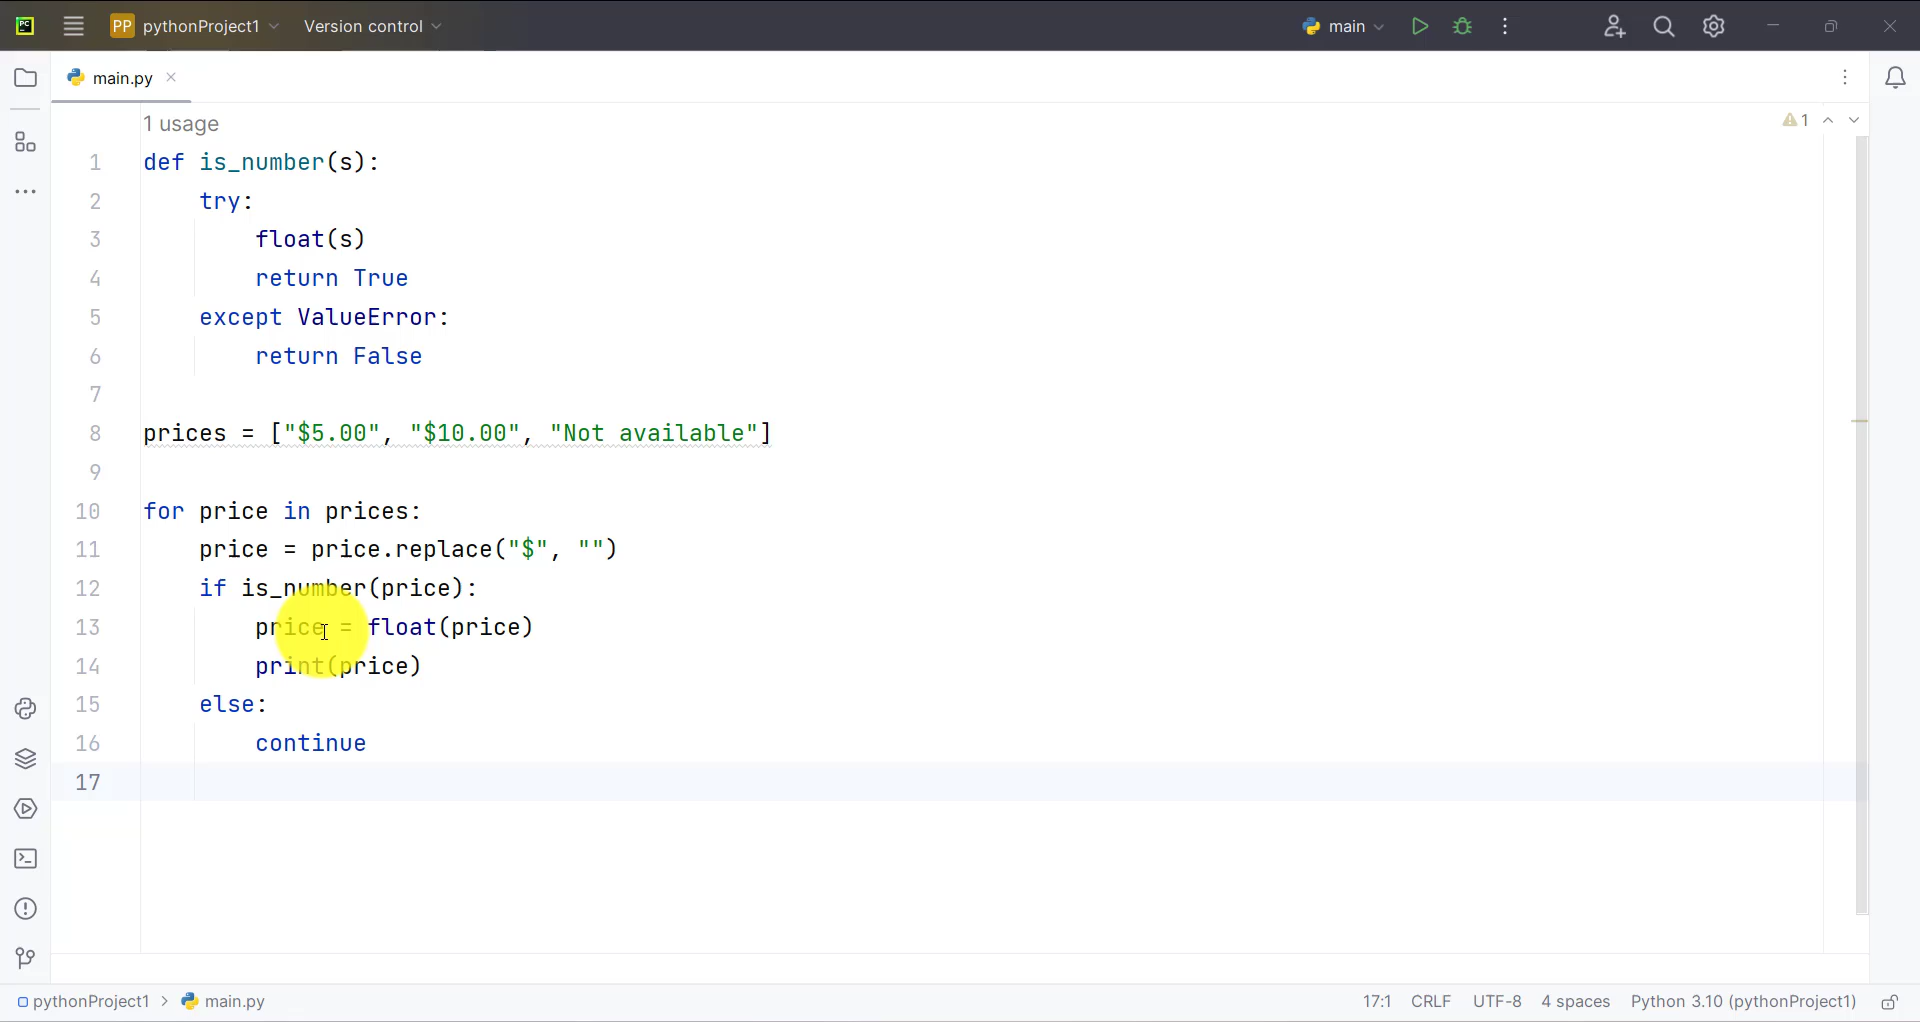 PC PP pythonProject1 Version control main
main.py
1 usage
1
1 def is_number(s):
2 try:
3 float(s)
4 return True
5 except ValueError:
6 return False
7
8 prices = ["$5.00", "$10.00", "Not available"]
9
10 for price in prices:
11 price = price.replace("$", "")
12 if is_number(price):
13 price = float(price)
14 print(price)
15 else:
16 continue
17
pythonProject1 > main.py 17:1 CRLF UTF-8 4 spaces Python 3.10 (pythonProject1)